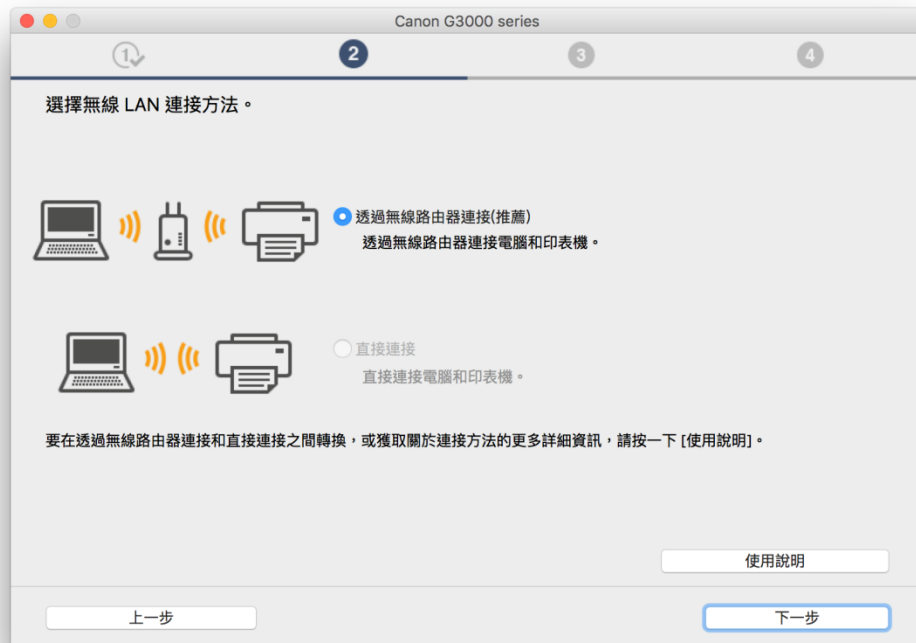 Canon G3000 series
1
2
3
4
選擇無線 LAN 連接方法。
透過無線路由器連接(推薦)
透過無線路由器連接電腦和印表機。
直接連接
直接連接電腦和印表機。
要在透過無線路由器連接和直接連接之間轉換，或獲取關於連接方法的更多詳細資訊，請按一下 [使用說明]。
使用說明
上一步
下一步